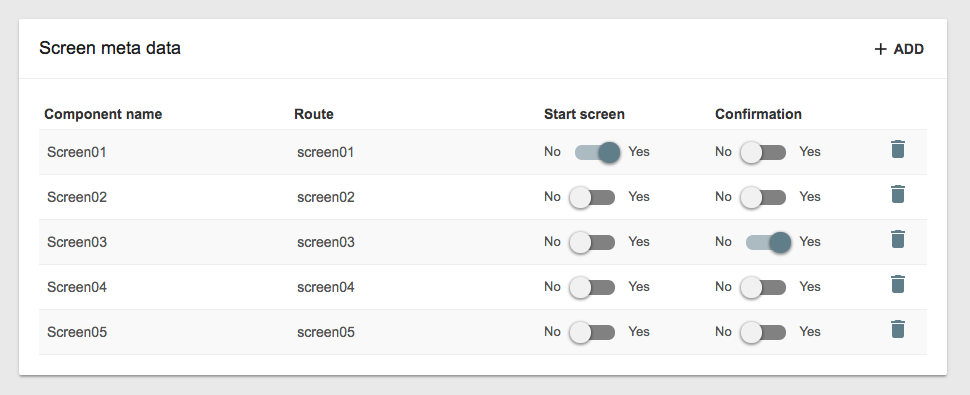 Screen meta data + ADD
Component name Route Start screen Confirmation
Screen01 screen01 No Yes No Yes
Screen02 screen02 No Yes No Yes
Screen03 screen03 No Yes No Yes
Screen04 screen04 No Yes No Yes
Screen05 screen05 No Yes No Yes